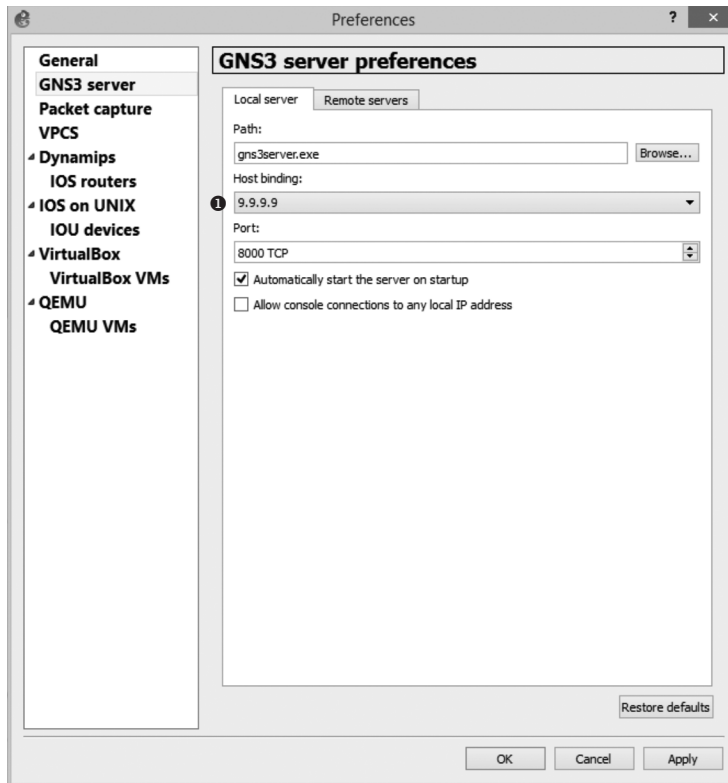 Preferences
? ×
General
GNS3 server
Packet capture
VPCS
Dynamips
IOS routers
IOS on UNIX
IOU devices
VirtualBox
VirtualBox VMs
QEMU
QEMU VMs
GNS3 server preferences
Local server Remote servers
Path:
gns3server.exe Browse...
Host binding:
❶ 9.9.9.9
Port:
8000 TCP
Automatically start the server on startup
Allow console connections to any local IP address
Restore defaults
OK Cancel Apply